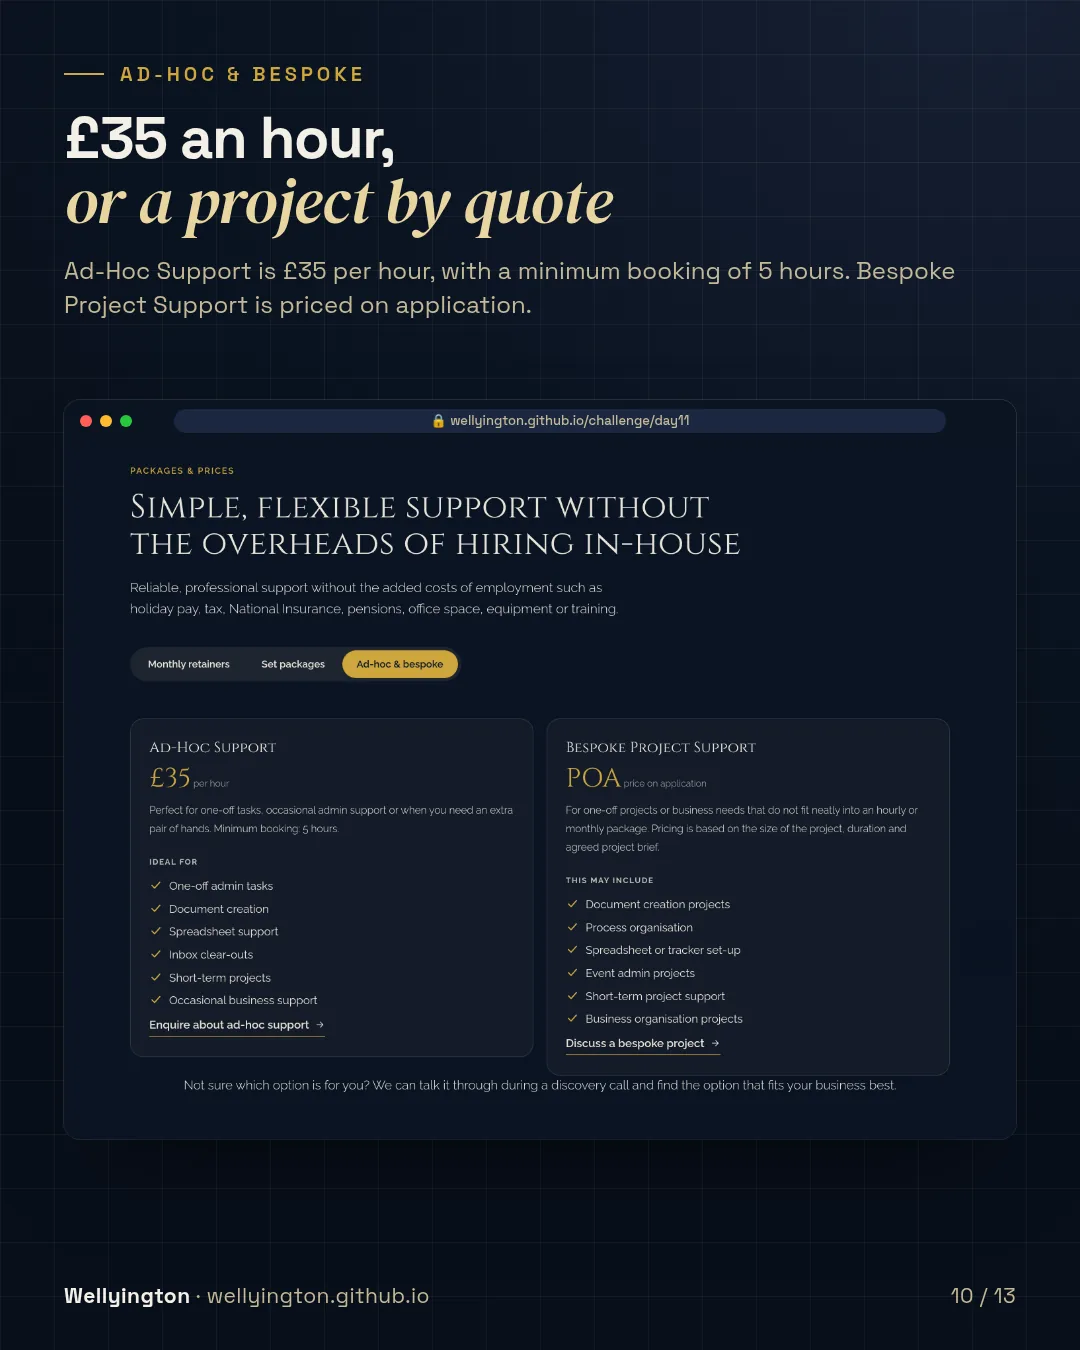 AD-HOC & BESPOKE
£35 an hour,
or a project by quote
Ad-Hoc Support is £35 per hour, with a minimum booking of 5 hours. Bespoke
Project Support is priced on application.
wellyington.github.io/challenge/day11
PACKAGES & PRICES
SIMPLE, FLEXIBLE SUPPORT WITHOUT
THE OVERHEADS OF HIRING IN-HOUSE
Reliable, professional support without the added costs of employment such as
holiday pay, tax, National Insurance, pensions, office space, equipment or training.
Monthly retainers Set packages Ad-hoc & bespoke
AD-HOC SUPPORT
£35 per hour
Perfect for one-off tasks, occasional admin support or when you need an extra
pair of hands. Minimum booking: 5 hours.
IDEAL FOR
One-off admin tasks
Document creation
Spreadsheet support
Inbox clear-outs
Short-term projects
Occasional business support
Enquire about ad-hoc support →
BESPOKE PROJECT SUPPORT
POA price on application
For one-off projects or business needs that do not fit neatly into an hourly or
monthly package. Pricing is based on the size of the project, duration and
agreed project brief.
THIS MAY INCLUDE
Document creation projects
Process organisation
Spreadsheet or tracker set-up
Event admin projects
Short-term project support
Business organisation projects
Discuss a bespoke project →
Not sure which option is for you? We can talk it through during a discovery call and find the option that fits your business best.
Wellyington · wellyington.github.io
10 / 13